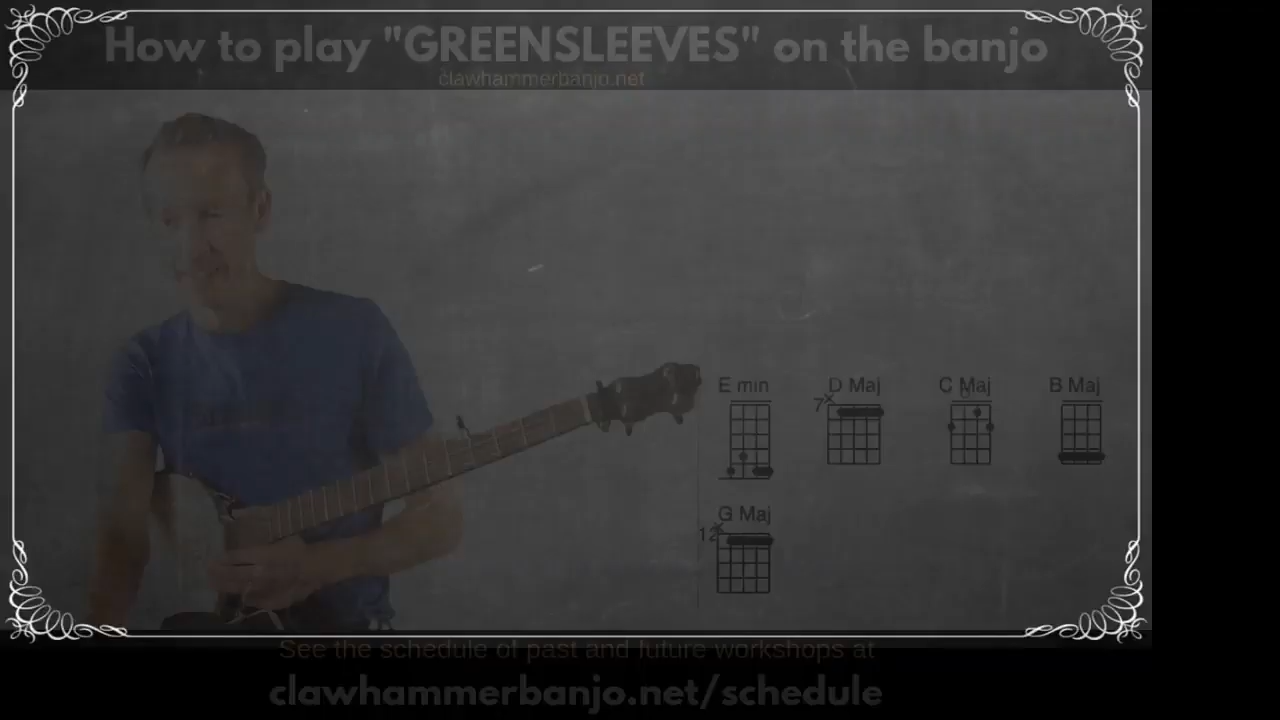 How to play "GREENSLEEVES" on the banjo
clawhammerbanjo.net
E min D Maj C Maj B Maj
7
G Maj
12
See the schedule of past and future workshops at
clawhammerbanjo.net/schedule